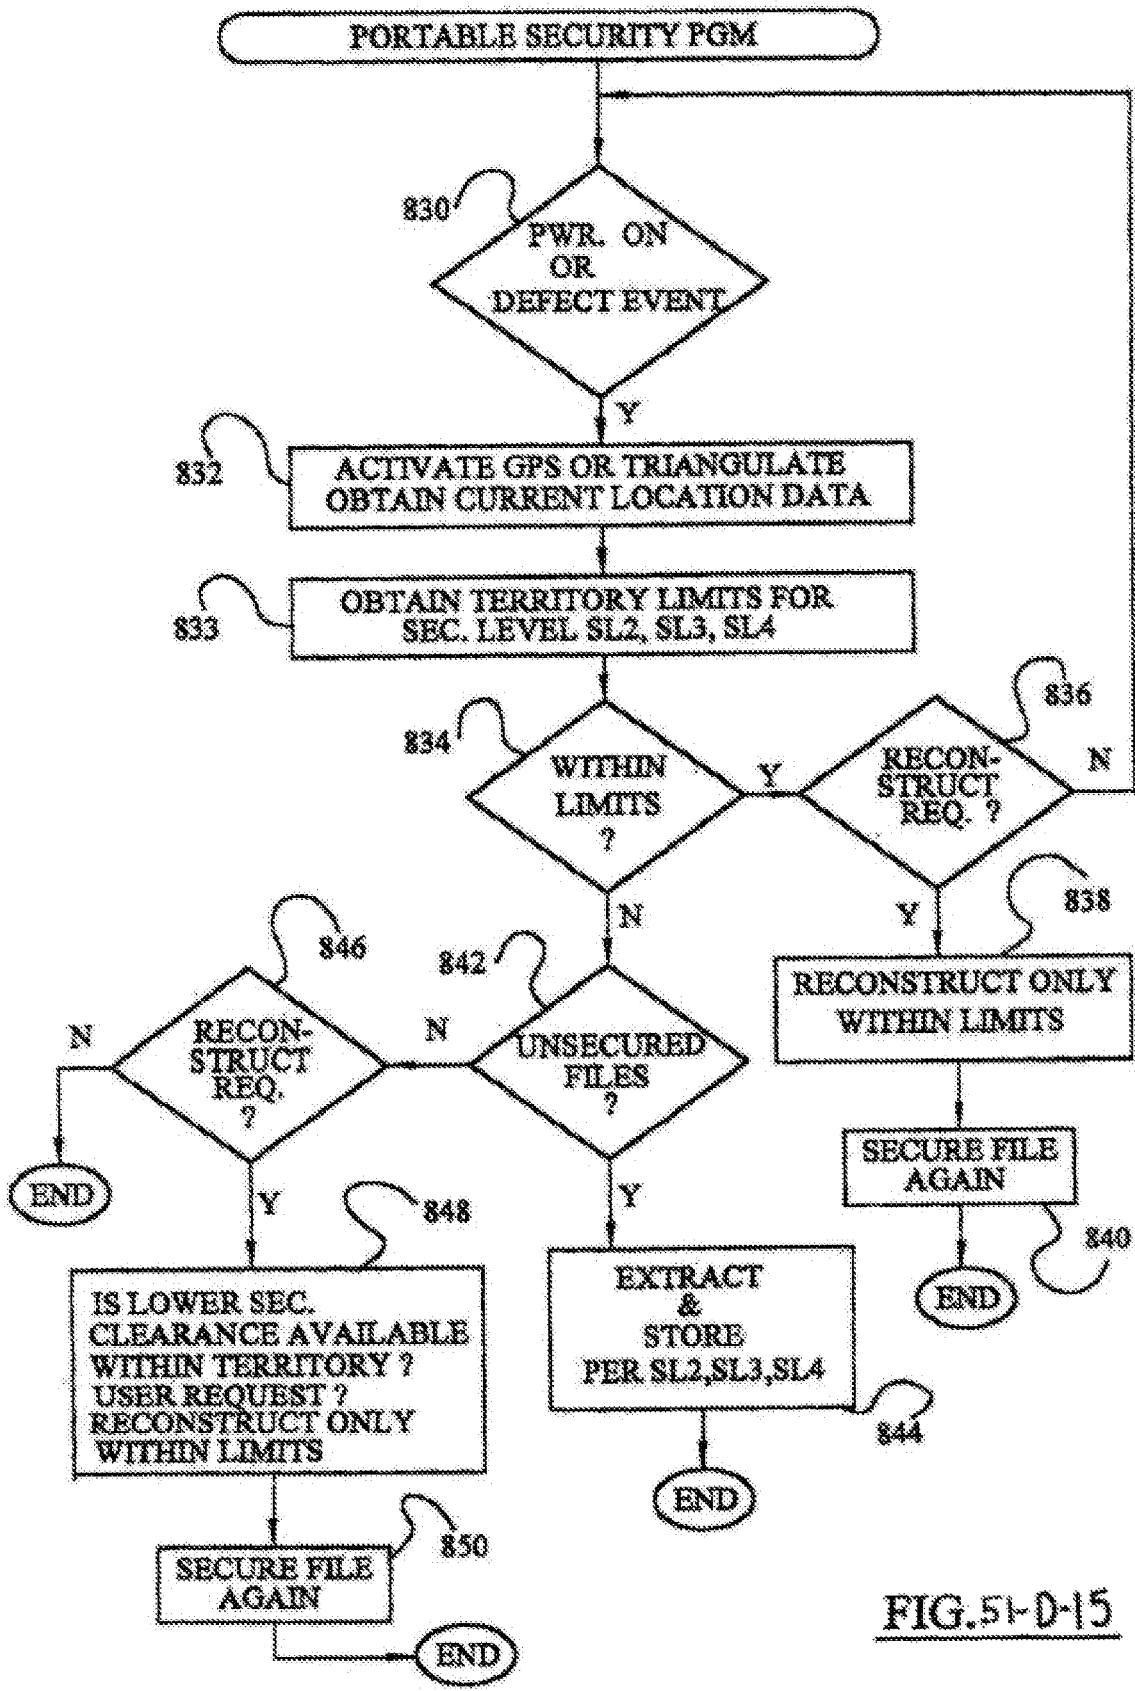 PORTABLE SECURITY PGM
830
PWR. ON
OR
DEFECT EVENT
Y
832
ACTIVATE GPS OR TRIANGULATE
OBTAIN CURRENT LOCATION DATA
833
OBTAIN TERRITORY LIMITS FOR
SEC. LEVEL SL2, SL3, SL4
834
WITHIN
LIMITS
?
Y
836
RECON-
STRUCT
REQ. ?
N
N
Y
838
RECONSTRUCT ONLY
WITHIN LIMITS
846
RECON-
STRUCT
REQ.
?
N
842
UNSECURED
FILES
?
N
SECURE FILE
AGAIN
840
END
END
Y
848
IS LOWER SEC.
CLEARANCE AVAILABLE
WITHIN TERRITORY ?
USER REQUEST ?
RECONSTRUCT ONLY
WITHIN LIMITS
Y
EXTRACT
&
STORE
PER SL2,SL3,SL4
844
END
850
SECURE FILE
AGAIN
END
FIG.51-D-15